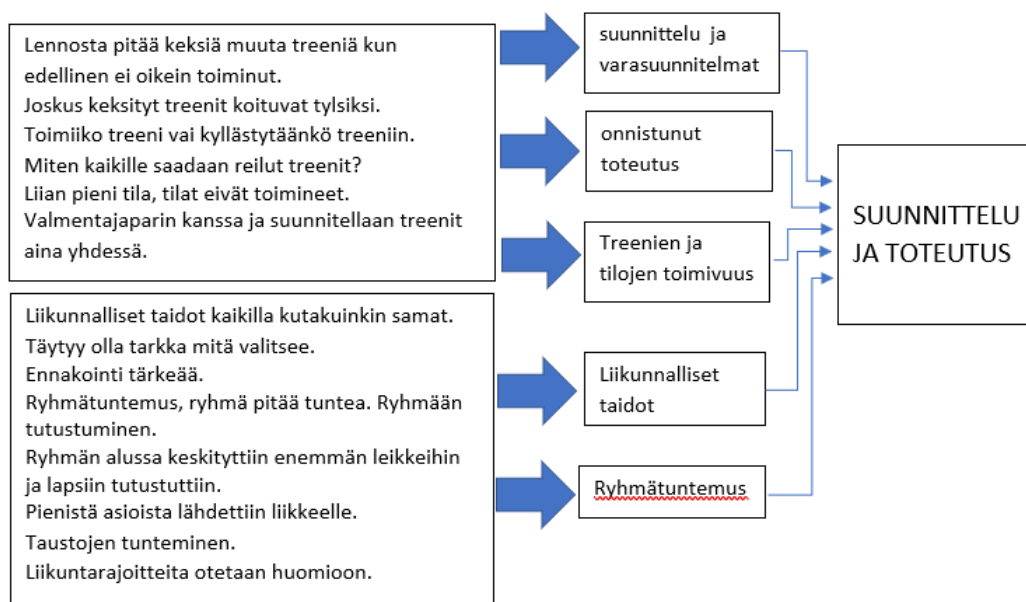 Lennosta pitää keksiä muuta treeniä kun
edellinen ei oikein toiminut.
Joskus keksityt treenit koituvat tylsiksi.
Toimiiko treeni vai kyllästytäänkö treeniin.
Miten kaikille saadaan reilut treenit?
Liian pieni tila, tilat eivät toimineet.
Valmentajaparin kanssa ja suunnitellaan treenit
aina yhdessä.
Liikunnalliset taidot kaikilla kutakuinkin samat.
Täytyy olla tarkka mitä valitsee.
Ennakointi tärkeää.
Ryhmätuntemus, ryhmä pitää tuntea. Ryhmään
tutustuminen.
Ryhmän alussa keskityttiin enemmän leikkeihin
ja lapsiin tutustuttiin.
Pienistä asioista lähdettiin liikkeelle.
Taustojen tunteminen.
Liikuntarajoitteita otetaan huomioon.
suunnittelu ja
varasuunnitelmat
onnistunut
toteutus
Treenien ja
tilojen toimivuus
Liikunnalliset
taidot
Ryhmätuntemus
SUUNNITTELU
JA TOTEUTUS